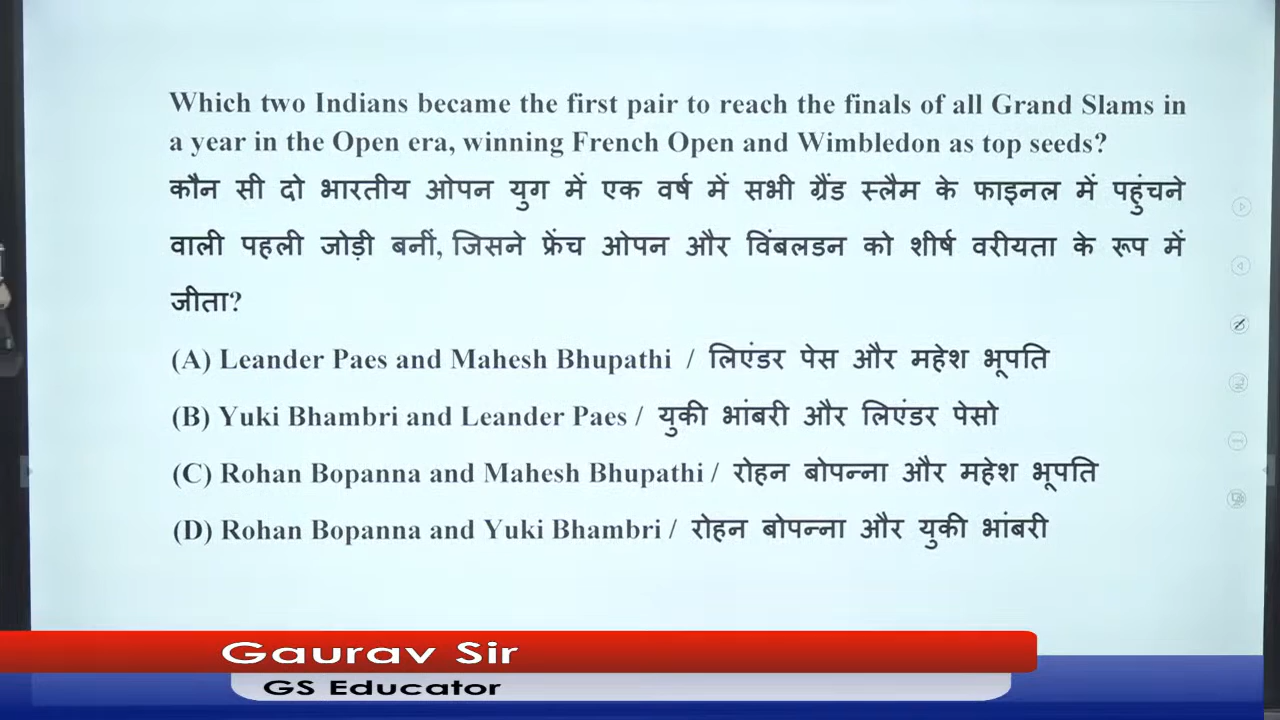 Which two Indians became the first pair to reach the finals of all Grand Slams in
a year in the Open era, winning French Open and Wimbledon as top seeds?
कौन सी दो भारतीय ओपन युग में एक वर्ष में सभी ग्रैंड स्लैम के फाइनल में पहुंचने
वाली पहली जोड़ी बनीं, जिसने फ्रेंच ओपन और विंबलडन को शीर्ष वरीयता के रूप में
जीता?
(A) Leander Paes and Mahesh Bhupathi / लिएंडर पेस और महेश भूपति
(B) Yuki Bhambri and Leander Paes / युकी भांबरी और लिएंडर पेसो
(C) Rohan Bopanna and Mahesh Bhupathi / रोहन बोपन्ना और महेश भूपति
(D) Rohan Bopanna and Yuki Bhambri / रोहन बोपन्ना और युकी भांबरी
Gaurav Sir
GS Educator